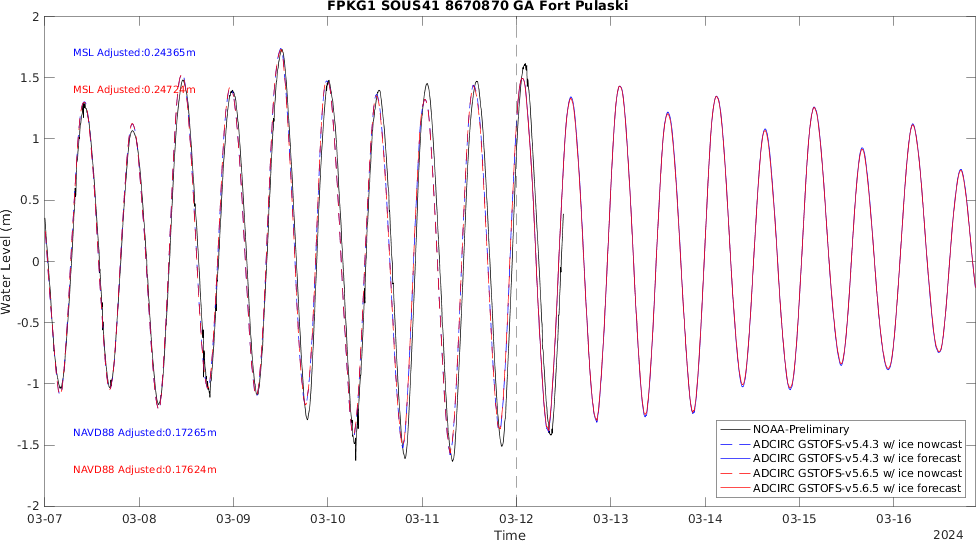 FPKG1 SOUS41 8670870 GA Fort Pulaski
2
1.5
1
0.5
0
-0.5
-1
-1.5
-2
Water Level (m)
MSL Adjusted:0.24365m
MSL Adjusted:0.24724m
NAVD88 Adjusted:0.17265m
NAVD88 Adjusted:0.17624m
NOAA-Preliminary
ADCIRC GSTOFS-v5.4.3 w/ ice nowcast
ADCIRC GSTOFS-v5.4.3 w/ ice forecast
ADCIRC GSTOFS-v5.6.5 w/ ice nowcast
ADCIRC GSTOFS-v5.6.5 w/ ice forecast
03-07 03-08 03-09 03-10 03-11 03-12 03-13 03-14 03-15 03-16
Time
2024